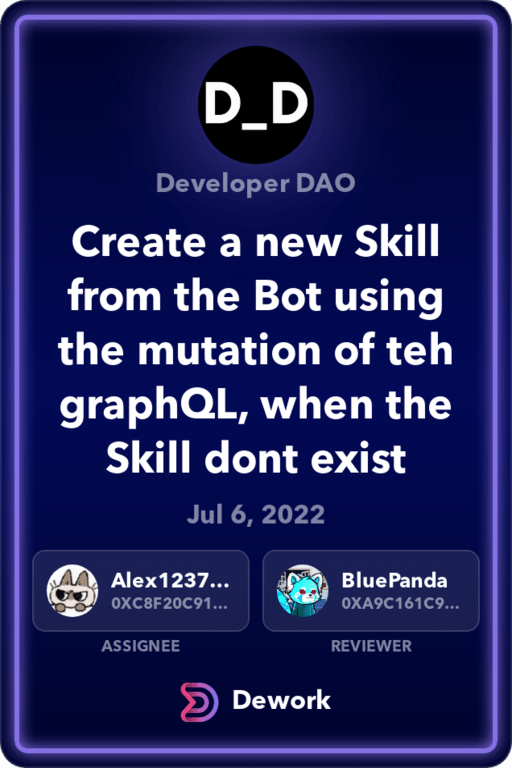 D_D
Developer DAO
Create a new Skill
from the Bot using
the mutation of teh
graphQL, when the
Skill dont exist
Jul 6, 2022
Alex1237...
0XC8F20C91...
ASSIGNEE
BluePanda
0XA9C161C9...
REVIEWER
Dework